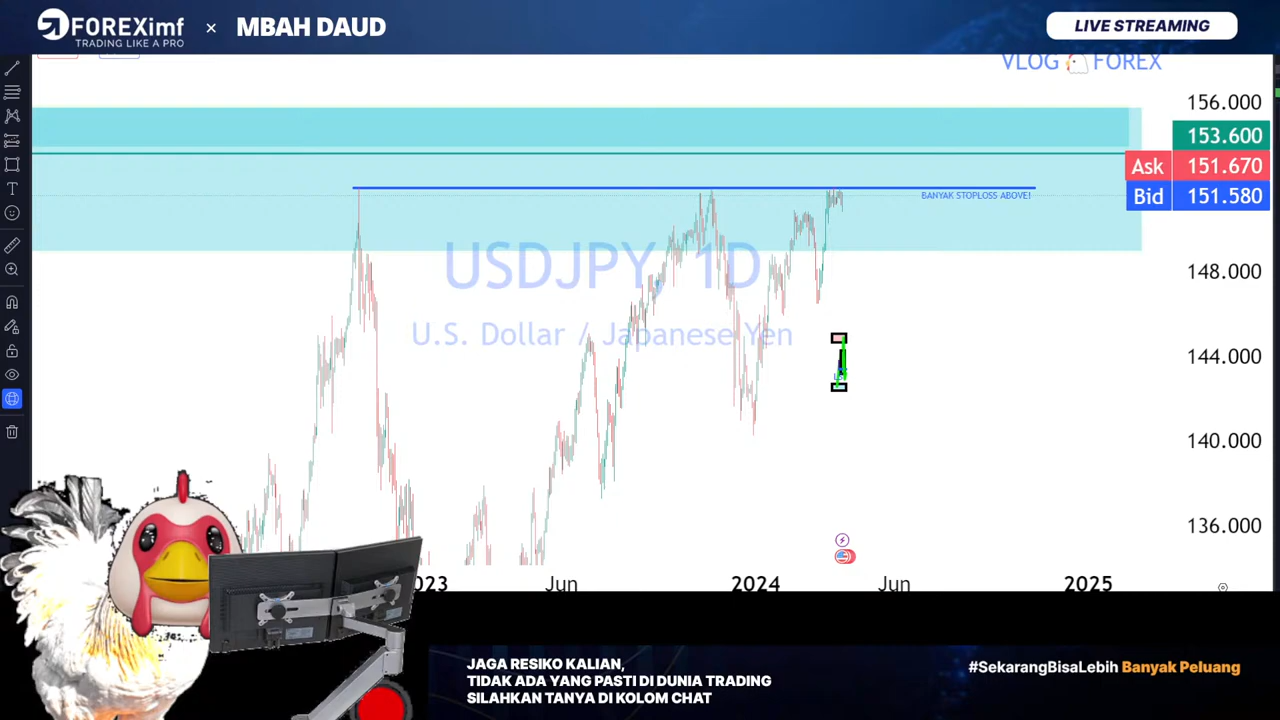 FOREXimf
TRADING LIKE A PRO
×
MBAH DAUD
LIVE STREAMING
VLOG FOREX
156.000
153.600
Ask 151.670
Bid 151.580
BANYAK STOPLOSS ABOVE!
USDJPY, 1D
148.000
U.S. Dollar / Japanese Yen
144.000
140.000
136.000
2023 Jun 2024 Jun 2025
JAGA RESIKO KALIAN,
TIDAK ADA YANG PASTI DI DUNIA TRADING
SILAHKAN TANYA DI KOLOM CHAT
#SekarangBisaLebih Banyak Peluang